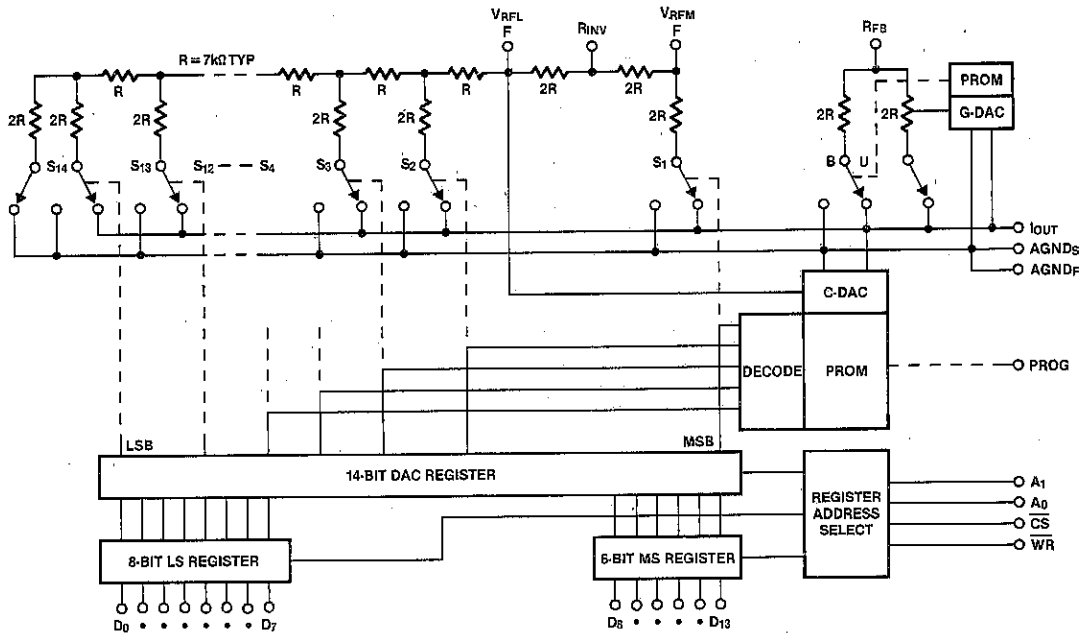 VRFL
F
RINV
VRFM
F
RFB
R = 7kΩ TYP
R
R
R
R
2R
2R
2R
2R
2R
2R
2R
2R
2R
2R
PROM
G-DAC
S14
S13
S12 — — — S4
S3
S2
S1
B
U
IOUT
AGNDS
AGNDF
C-DAC
DECODE
PROM
PROG
LSB
MSB
14-BIT DAC REGISTER
REGISTER
ADDRESS
SELECT
A1
A0
CS
WR
8-BIT LS REGISTER
6-BIT MS REGISTER
D0 • • • • • • D7
D8 • • • • D13